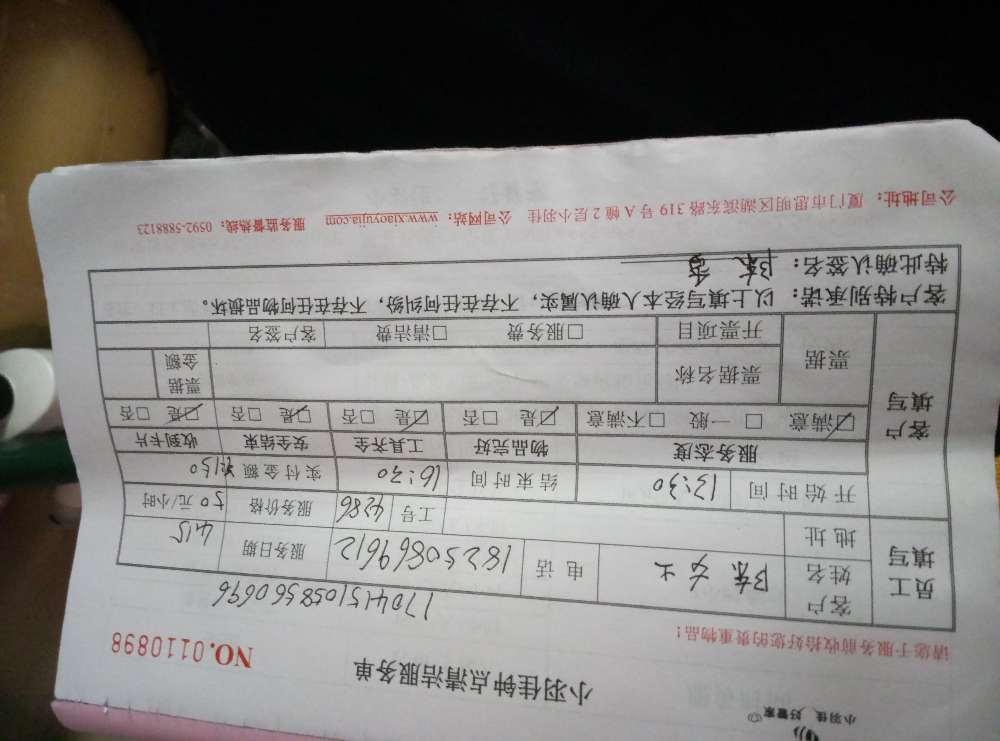 小羽佳 好管家
小羽佳钟点清洁服务单
NO.0110898
请您于服务前收拾好您的贵重物品！
1704151058560696
员工填写 客户姓名 陈女士 电话 18250869612 服务日期 4.15
地址 工号 4286 服务价格 50元/小时
开始时间 13:30 结束时间 16:30 实付金额 150
客户填写 服务态度 物品完好 工具齐全 安全结束 收到卡片
☑满意 □一般 □不满意 ☑是 □否 ☑是 □否 ☑是 □否 ☑是 □否
票据 票据名称 票据金额
开票项目 □服务费 □清洁费 客户签名
客户特别承诺：以上填写经本人确认属实，不存在任何纠纷，不存在任何物品损坏。
特此确认签名：陈
公司地址：厦门市思明区湖滨东路319号A幢2层小羽佳 公司网站：www.xiaoyujia.com 服务监督热线：0592-5888123